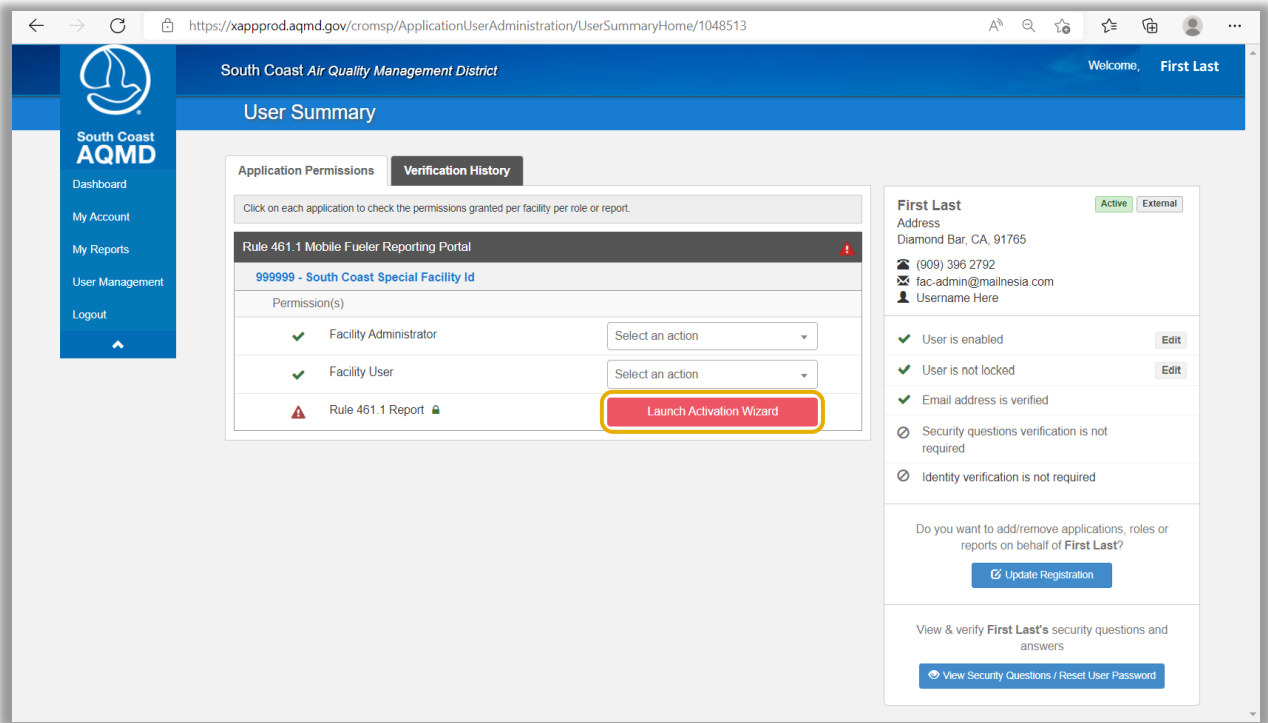 https://xappprod.aqmd.gov/cromsp/ApplicationUserAdministration/UserSummaryHome/1048513
South Coast Air Quality Management District
Welcome, First Last
User Summary
South Coast
AQMD
Dashboard
My Account
My Reports
User Management
Logout
Application Permissions
Verification History
Click on each application to check the permissions granted per facility per role or report.
Rule 461.1 Mobile Fueler Reporting Portal
999999 - South Coast Special Facility Id
Permission(s)
Facility Administrator
Select an action
Facility User
Select an action
Rule 461.1 Report
Launch Activation Wizard
First Last
Active
External
Address
Diamond Bar, CA, 91765
(909) 396 2792
fac-admin@mailnesia.com
Username Here
User is enabled
Edit
User is not locked
Edit
Email address is verified
Security questions verification is not
required
Identity verification is not required
Do you want to add/remove applications, roles or
reports on behalf of First Last?
Update Registration
View & verify First Last's security questions and
answers
View Security Questions / Reset User Password